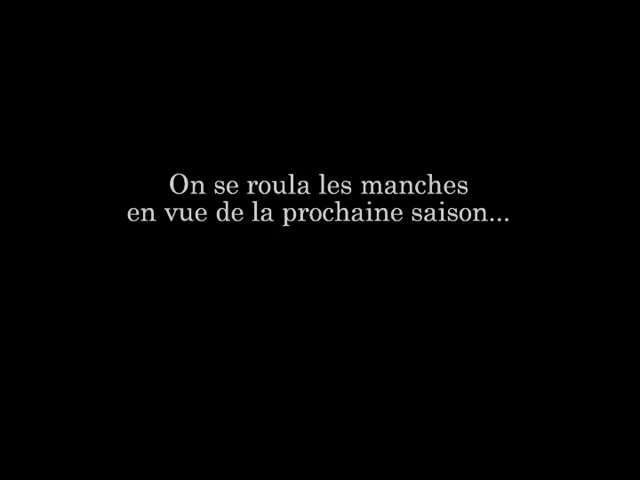 On se roula les manches
en vue de la prochaine saison...